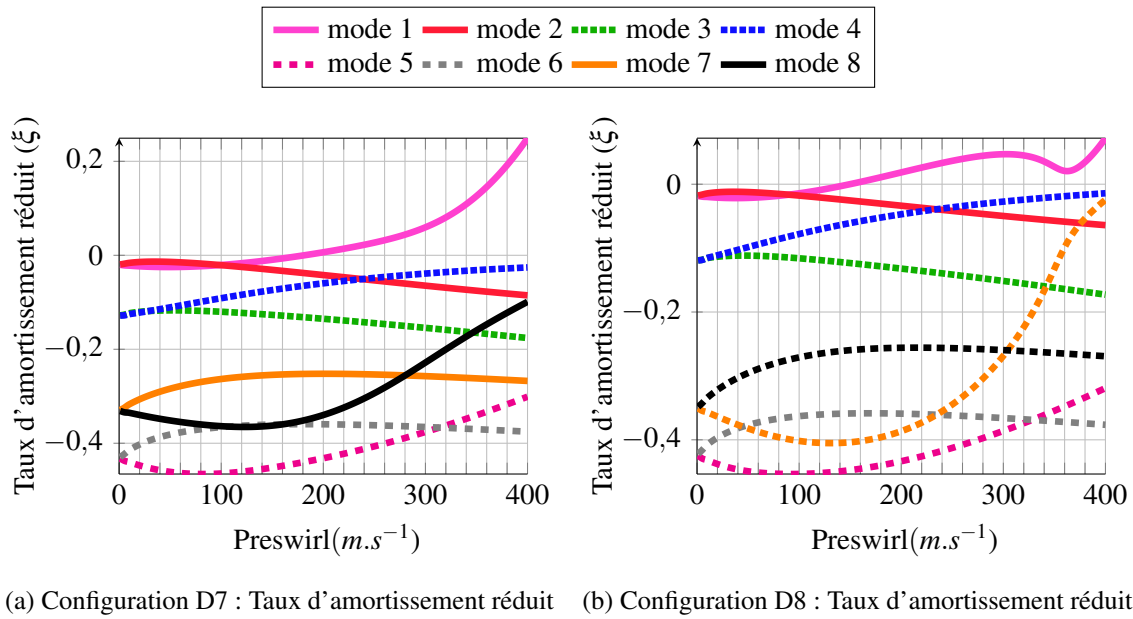 mode 1 mode 2 mode 3 mode 4
mode 5 mode 6 mode 7 mode 8
Taux d'amortissement réduit (ξ)
0,2
0
−0,2
−0,4
0 100 200 300 400
Preswirl(m.s⁻¹)
(a) Configuration D7 : Taux d'amortissement réduit
Taux d'amortissement réduit (ξ)
0
−0,2
−0,4
0 100 200 300 400
Preswirl(m.s⁻¹)
(b) Configuration D8 : Taux d'amortissement réduit